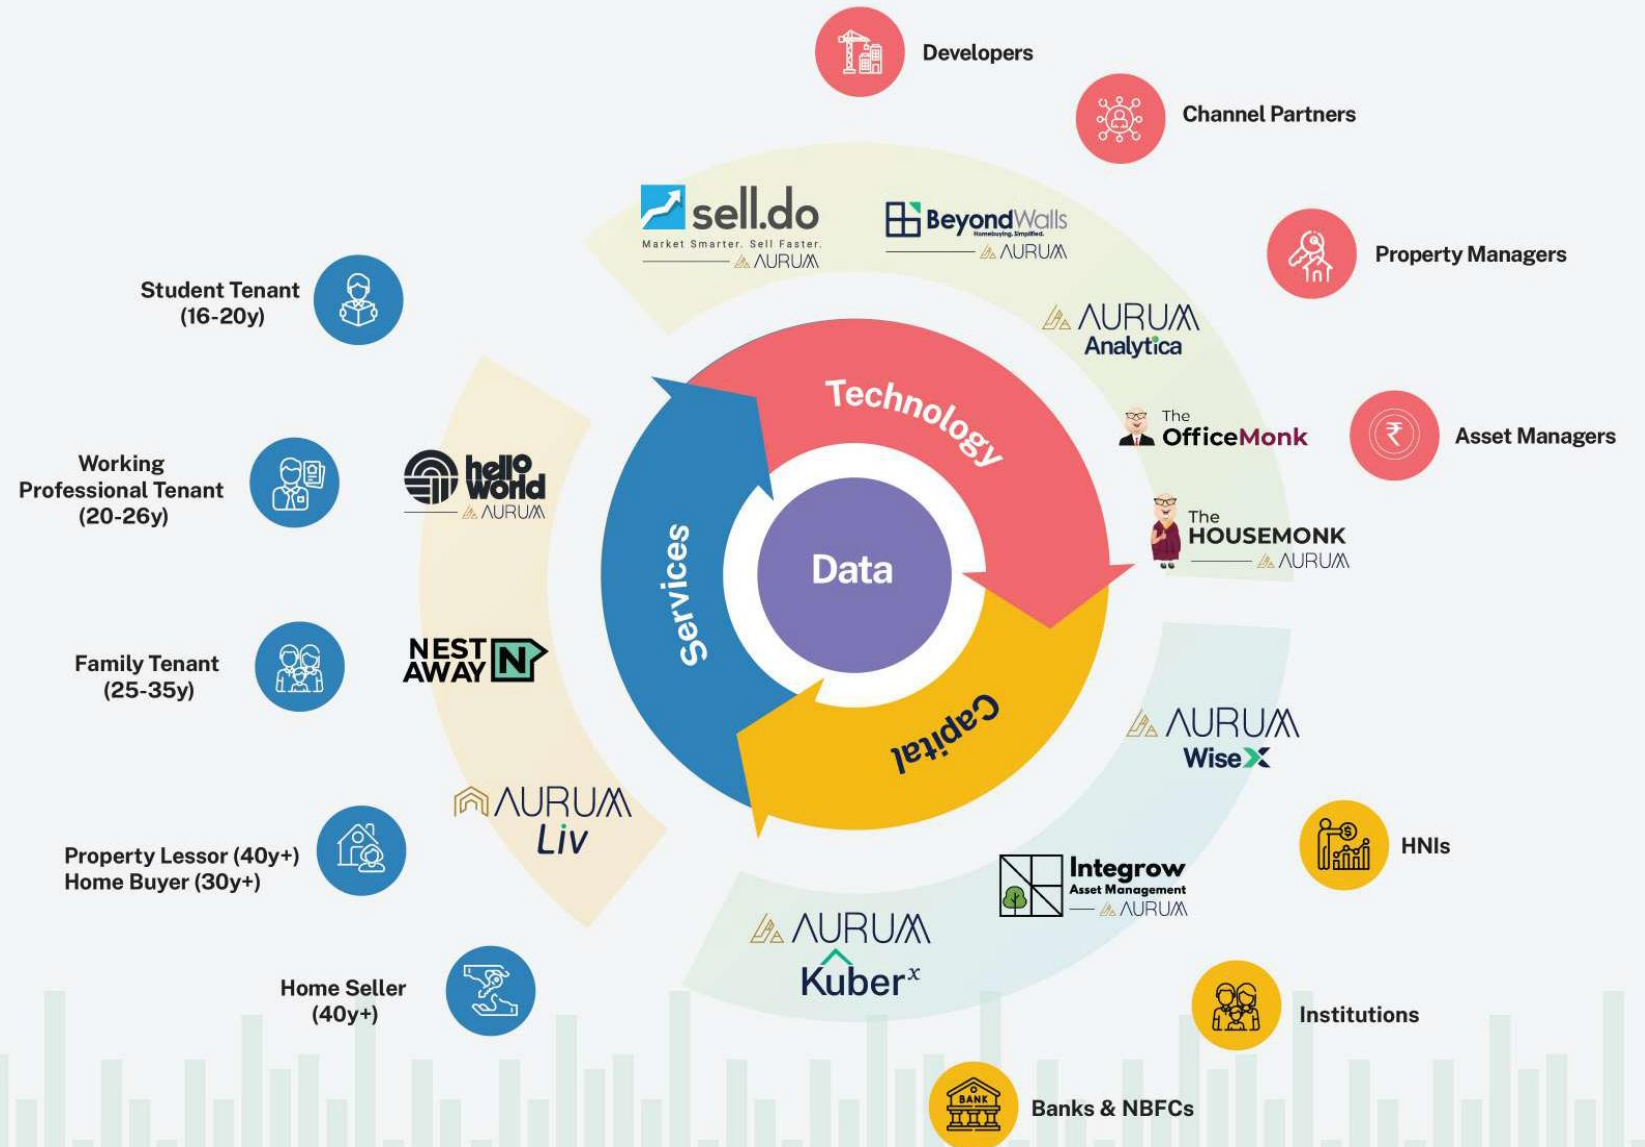 Developers
Channel Partners
Property Managers
Asset Managers
sell.do
Market Smarter. Sell Faster.
AURUM
BeyondWalls
Homebuying. Simplified.
AURUM
AURUM
Analytica
The
OfficeMonk
The
HOUSEMONK
AURUM
Student Tenant
(16-20y)
Working
Professional Tenant
(20-26y)
Family Tenant
(25-35y)
Property Lessor (40y+)
Home Buyer (30y+)
Home Seller
(40y+)
hello
world
AURUM
NEST
AWAY N
AURUM
Liv
Technology
Services
Data
Capital
AURUM
WiseX
Integrow
Asset Management
AURUM
AURUM
Kuberx
HNIs
Institutions
BANK
Banks & NBFCs